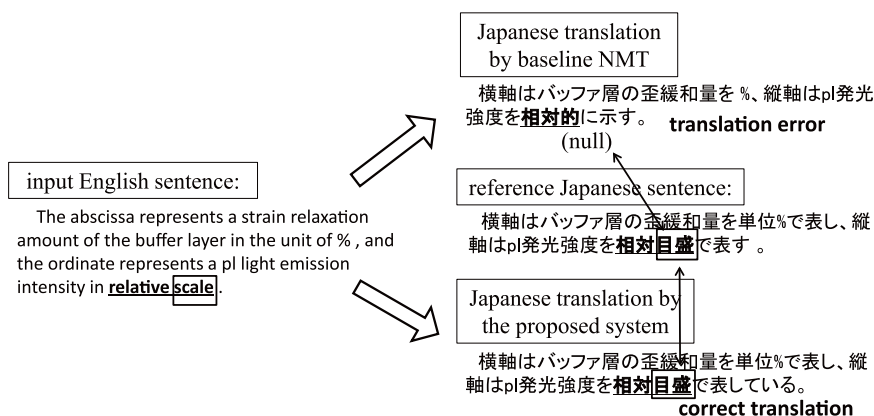 input English sentence:
The abscissa represents a strain relaxation
amount of the buffer layer in the unit of % , and
the ordinate represents a pl light emission
intensity in relative scale .
Japanese translation
by baseline NMT
横軸はバッファ層の歪緩和量を %、縦軸はpl発光
強度を相対的に示す。
translation error
(null)
reference Japanese sentence:
横軸はバッファ層の歪緩和量を単位%で表し、縦
軸はpl発光強度を相対目盛で表す 。
Japanese translation by
the proposed system
横軸はバッファ層の歪緩和量を単位%で表し、縦
軸はpl発光強度を相対目盛で表している。
correct translation